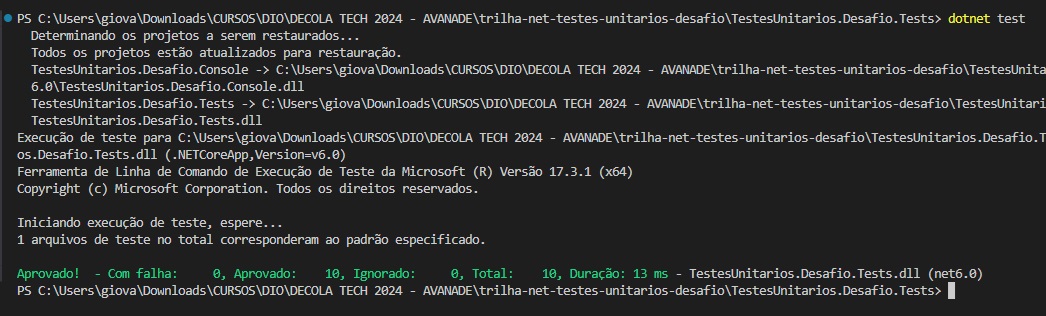 PS C:\Users\giova\Downloads\CURSOS\DIO\DECOLA TECH 2024 - AVANADE\trilha-net-testes-unitarios-desafio\TestesUnitarios.Desafio.Tests> dotnet test
Determinando os projetos a serem restaurados...
Todos os projetos estão atualizados para restauração.
TestesUnitarios.Desafio.Console -> C:\Users\giova\Downloads\CURSOS\DIO\DECOLA TECH 2024 - AVANADE\trilha-net-testes-unitarios-desafio\TestesUnita
6.0\TestesUnitarios.Desafio.Console.dll
TestesUnitarios.Desafio.Tests -> C:\Users\giova\Downloads\CURSOS\DIO\DECOLA TECH 2024 - AVANADE\trilha-net-testes-unitarios-desafio\TestesUnitari
TestesUnitarios.Desafio.Tests.dll
Execução de teste para C:\Users\giova\Downloads\CURSOS\DIO\DECOLA TECH 2024 - AVANADE\trilha-net-testes-unitarios-desafio\TestesUnitarios.Desafio.T
os.Desafio.Tests.dll (.NETCoreApp,Version=v6.0)
Ferramenta de Linha de Comando de Execução de Teste da Microsoft (R) Versão 17.3.1 (x64)
Copyright (c) Microsoft Corporation. Todos os direitos reservados.
Iniciando execução de teste, espere...
1 arquivos de teste no total corresponderam ao padrão especificado.
Aprovado!  - Com falha:     0, Aprovado:    10, Ignorado:     0, Total:    10, Duração: 13 ms - TestesUnitarios.Desafio.Tests.dll (net6.0)
PS C:\Users\giova\Downloads\CURSOS\DIO\DECOLA TECH 2024 - AVANADE\trilha-net-testes-unitarios-desafio\TestesUnitarios.Desafio.Tests>